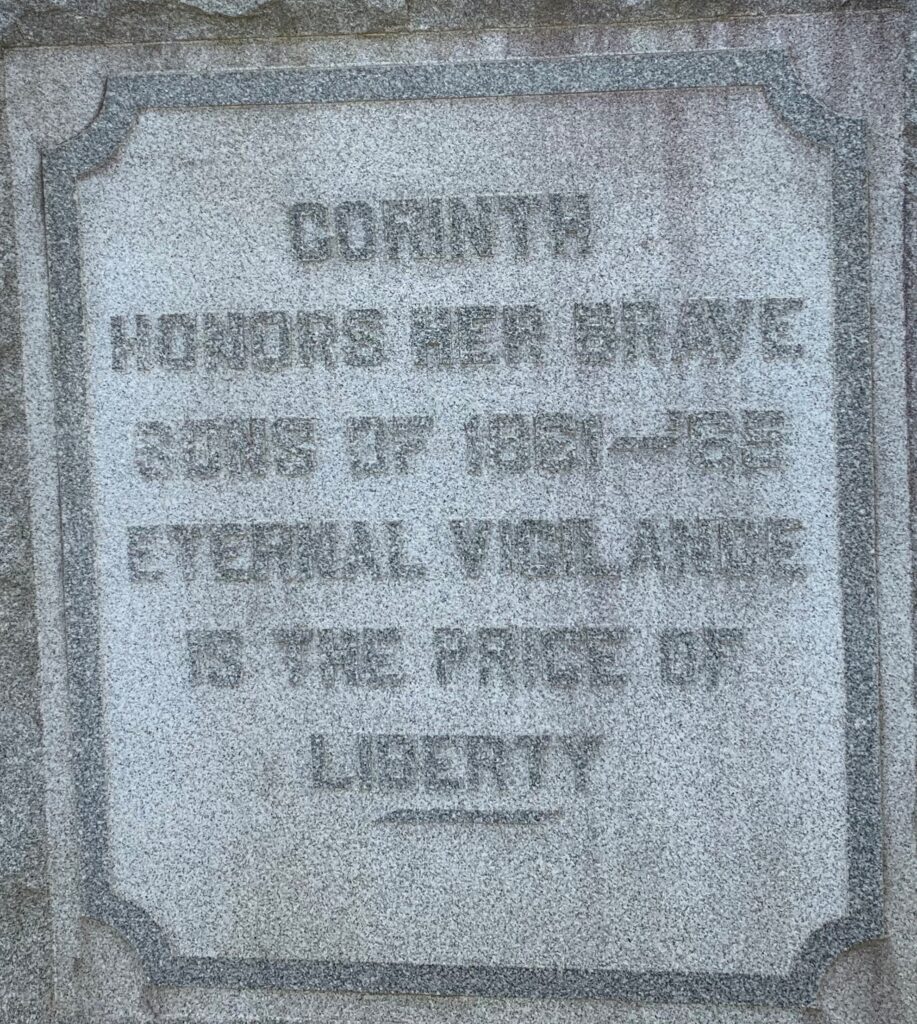 CORINTH
HONORS HER BRAVE
SONS OF 1861—'65
ETERNAL VIGILANCE
IS THE PRICE OF
LIBERTY